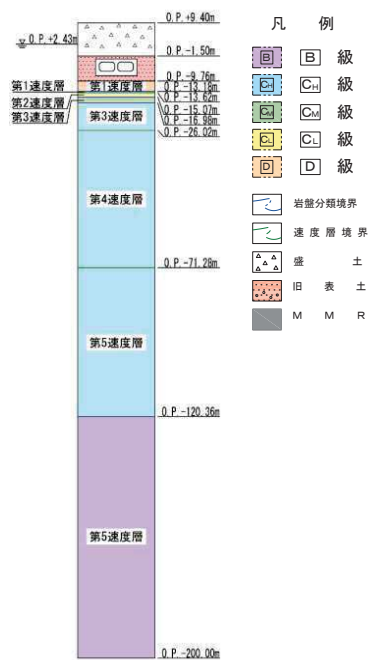 O.P.+9.40m
O.P.+2.43m
O.P.-1.50m
O.P.-9.76m
第1速度層
第1速度層
O.P.-13.18m
O.P.-13.62m
第2速度層
O.P.-15.07m
第3速度層
第3速度層
O.P.-16.98m
O.P.-26.02m
第4速度層
O.P.-71.28m
第5速度層
O.P.-120.36m
第5速度層
O.P.-200.00m
凡 例
B B 級
CH CH 級
CM CM 級
CL CL 級
D D 級
岩盤分類境界
速度層境界
盛 土
旧 表 土
M M R